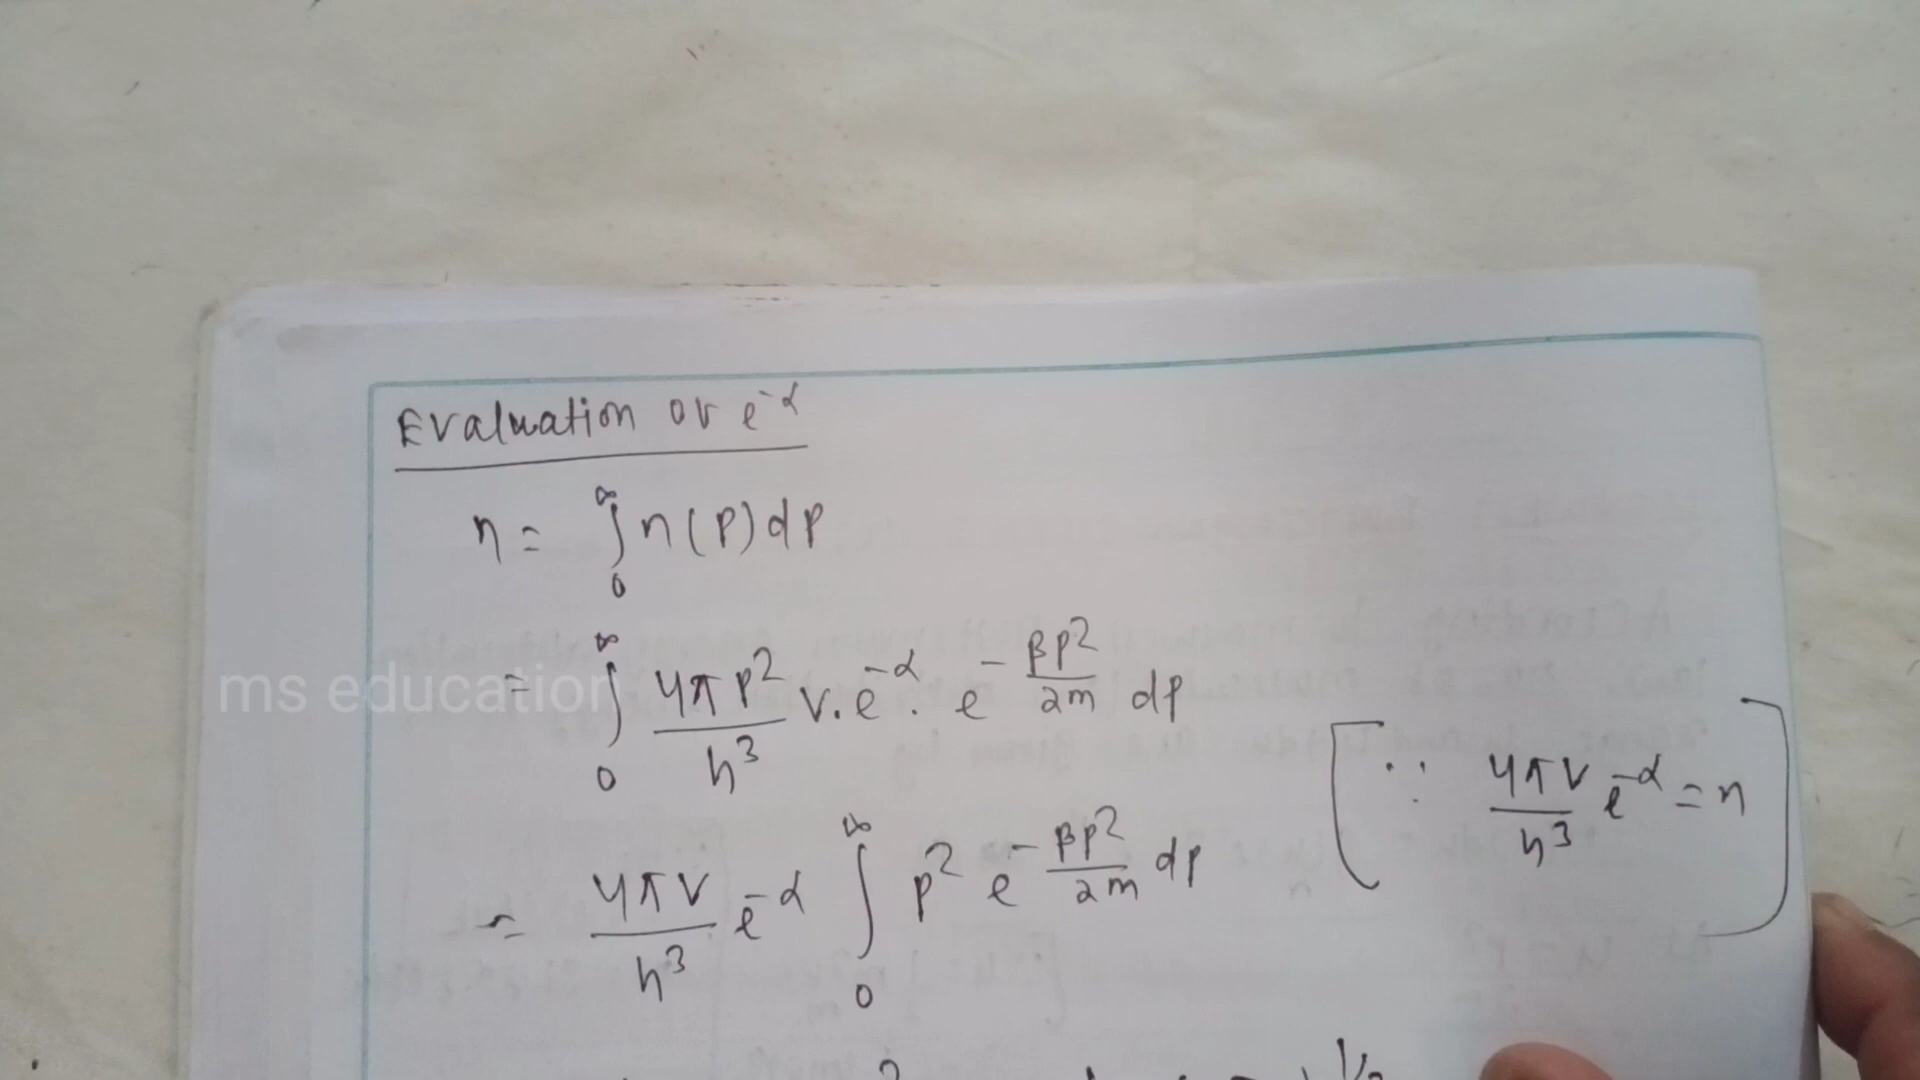 Evaluation of e^-α
n = ∫₀^∞ n(p)dp
= ∫₀^∞ 4πp²/h³ v.e^-α. e^-βp²/2m dp
= 4πV/h³ e^-α ∫₀^∞ p² e^-βp²/2m dp
[∵ 4πV/h³ e^-α = n]
ms education